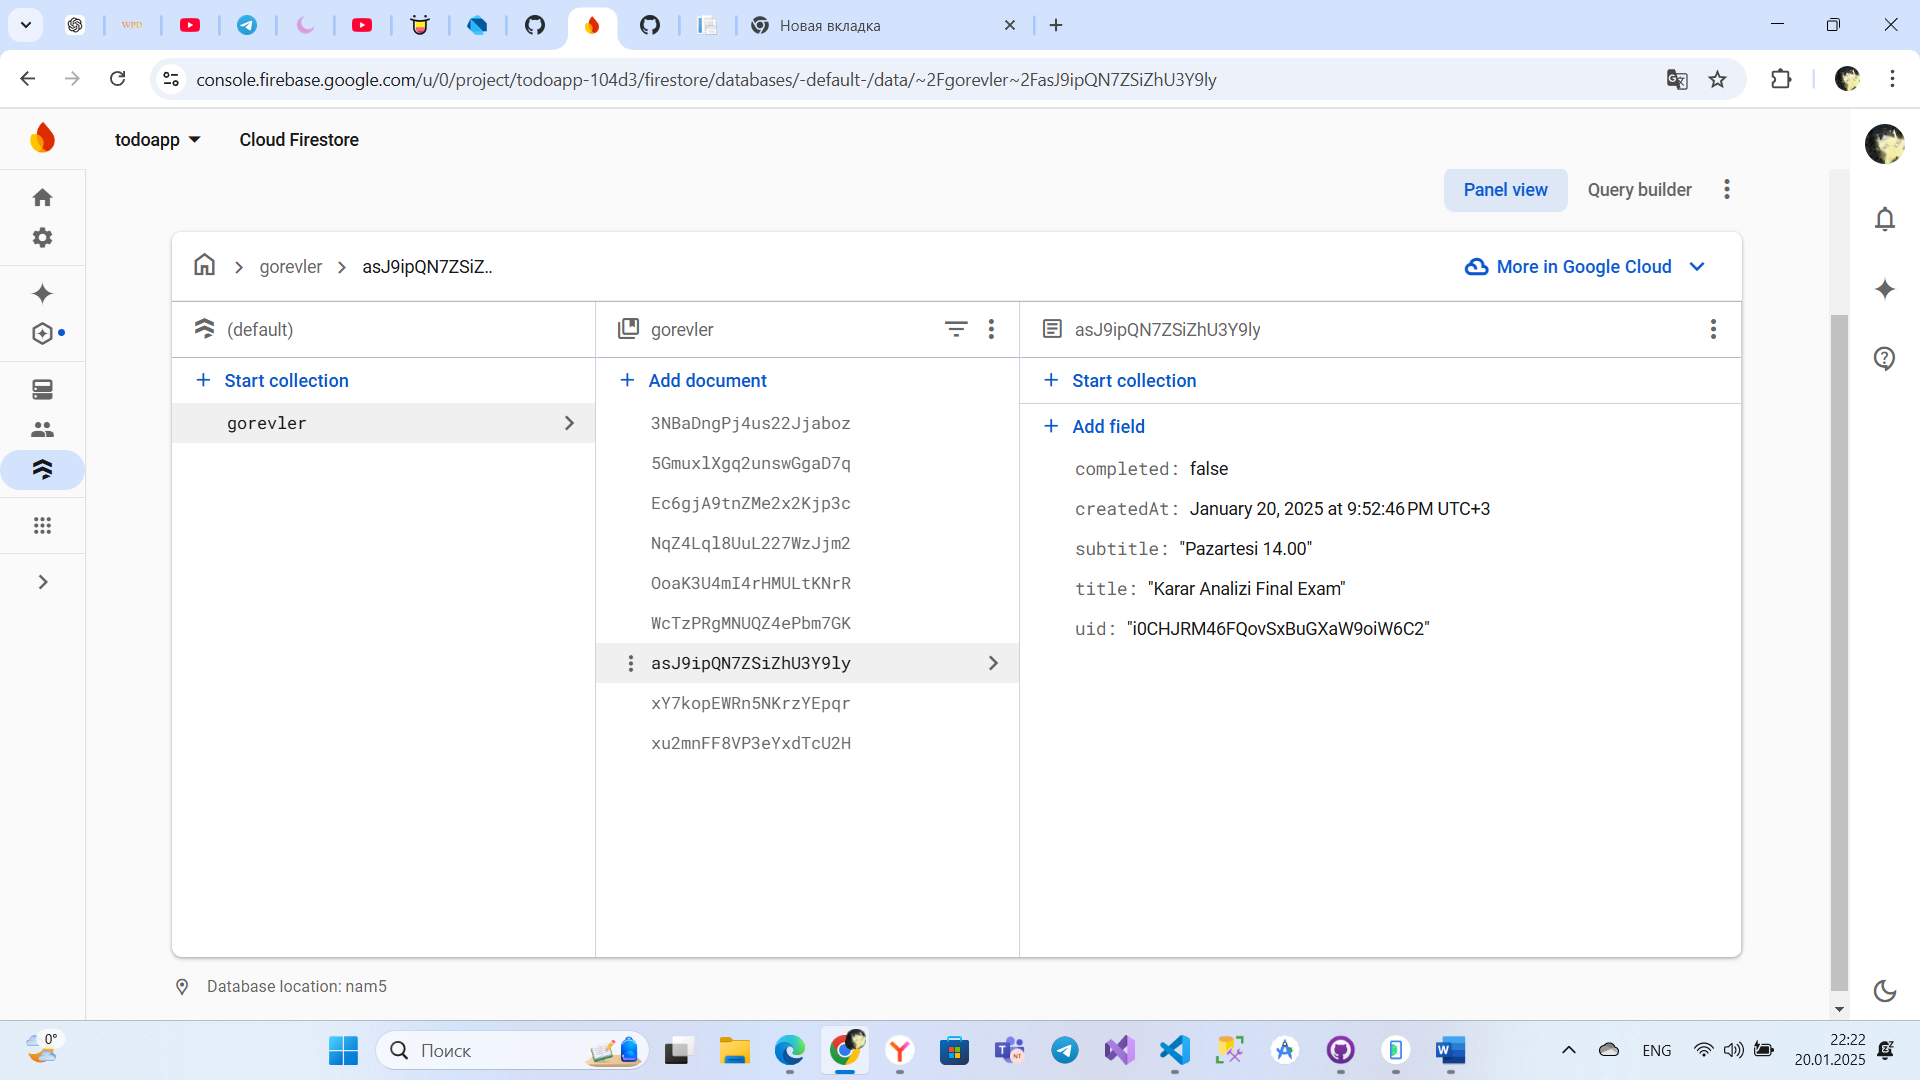 WPD
Новая вкладка
console.firebase.google.com/u/0/project/todoapp-104d3/firestore/databases/-default-/data/~2Fgorevler~2FasJ9ipQN7ZSiZhU3Y9ly
todoapp
Cloud Firestore
Panel view
Query builder
gorevler
asJ9ipQN7ZSiZ..
More in Google Cloud
(default)
gorevler
asJ9ipQN7ZSiZhU3Y9ly
Start collection
Add document
Start collection
gorevler
3NBaDngPj4us22Jjaboz
5GmuxlXgq2unswGgaD7q
Ec6gjA9tnZMe2x2Kjp3c
NqZ4Lql8UuL227WzJjm2
OoaK3U4mI4rHMULtKNrR
WcTzPRgMNUQZ4ePbm7GK
asJ9ipQN7ZSiZhU3Y9ly
xY7kopEWRn5NKrzYEpqr
xu2mnFF8VP3eYxdTcU2H
Add field
completed: false
createdAt: January 20, 2025 at 9:52:46 PM UTC+3
subtitle: "Pazartesi 14.00"
title: "Karar Analizi Final Exam"
uid: "i0CHJRM46FQovSxBuGXaW9oiW6C2"
Database location: nam5
0°
Поиск
ENG
22:22
20.01.2025